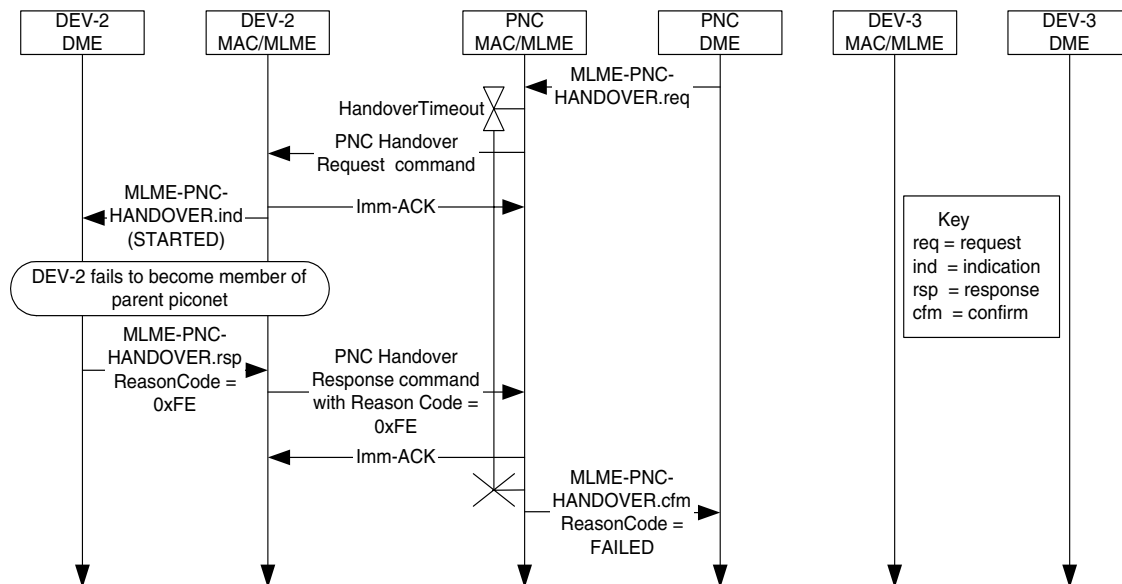 DEV-2
DME
DEV-2
MAC/MLME
PNC
MAC/MLME
PNC
DME
DEV-3
MAC/MLME
DEV-3
DME
MLME-PNC-
HANDOVER.req
HandoverTimeout
PNC Handover
Request command
MLME-PNC-
HANDOVER.ind
(STARTED)
Imm-ACK
Key
req = request
ind = indication
rsp = response
cfm = confirm
DEV-2 fails to become member of
parent piconet
MLME-PNC-
HANDOVER.rsp
ReasonCode =
0xFE
PNC Handover
Response command
with Reason Code =
0xFE
Imm-ACK
MLME-PNC-
HANDOVER.cfm
ReasonCode =
FAILED